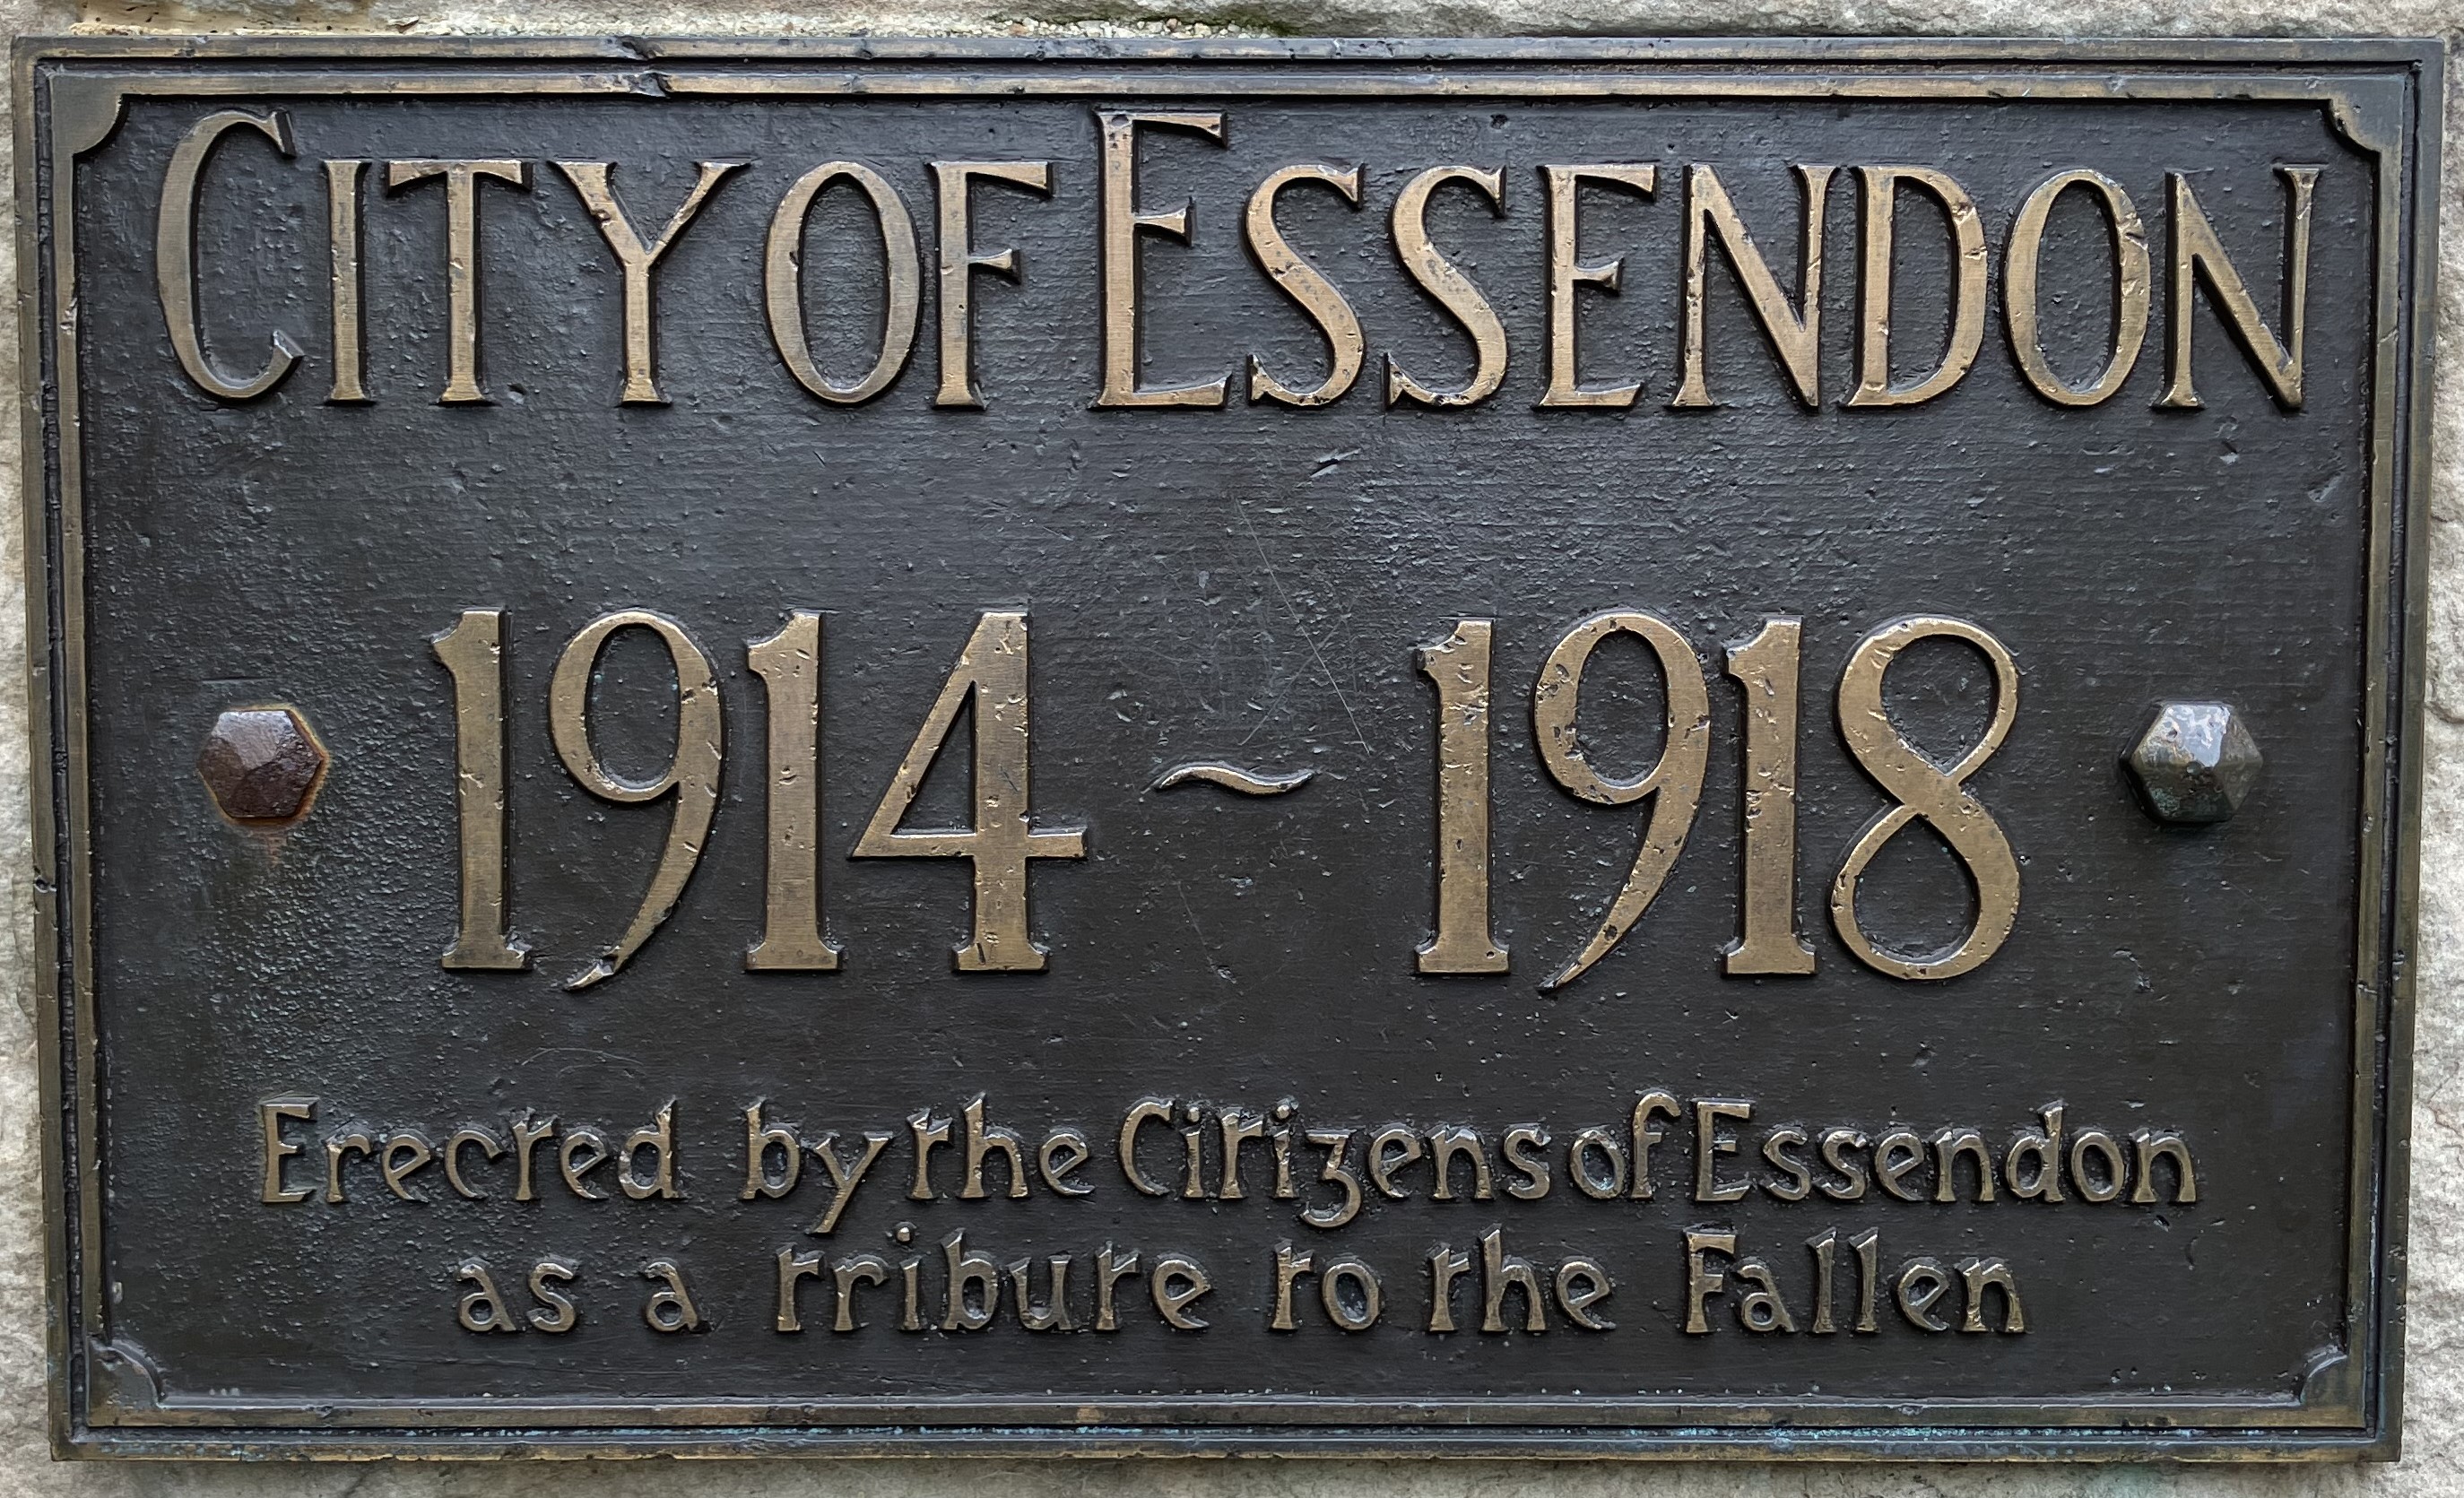 CITY OF ESSENDON
1914 ~ 1918
Erected by the Citizens of Essendon
as a tribute to the Fallen